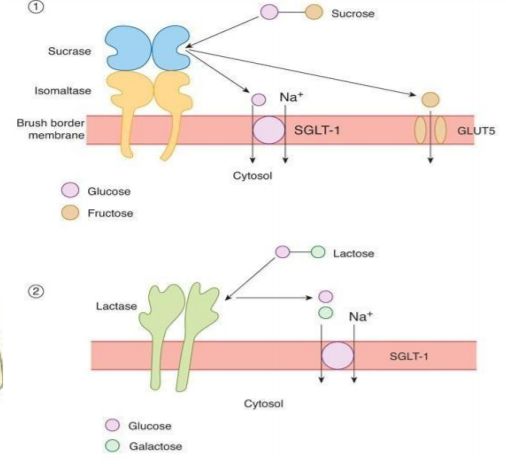 ①
Sucrose
Sucrase
Isomaltase
Na⁺
Brush border
membrane
SGLT-1
GLUT5
Cytosol
Glucose
Fructose
②
Lactose
Lactase
Na⁺
SGLT-1
Cytosol
Glucose
Galactose